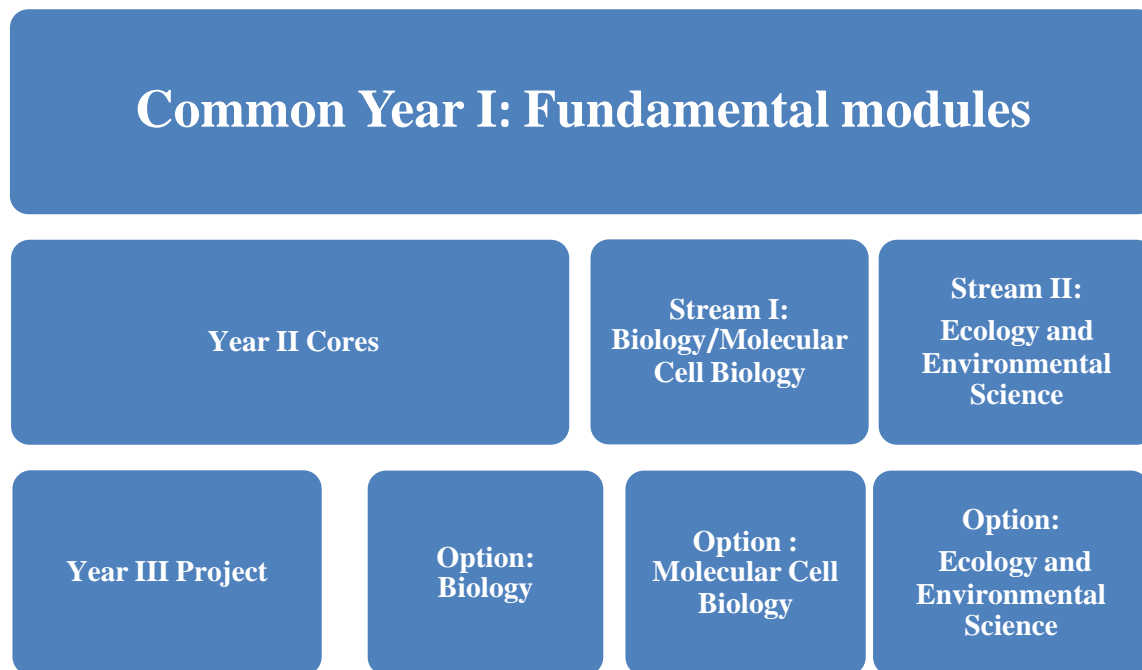 Common Year I: Fundamental modules
Year II Cores
Stream I:
Biology/Molecular
Cell Biology
Stream II:
Ecology and
Environmental
Science
Year III Project
Option:
Biology
Option :
Molecular Cell
Biology
Option:
Ecology and
Environmental
Science